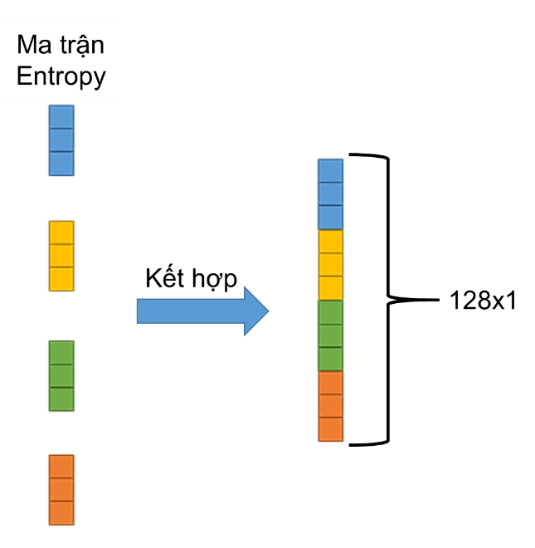 Ma trận
Entropy
Kết hợp
128x1